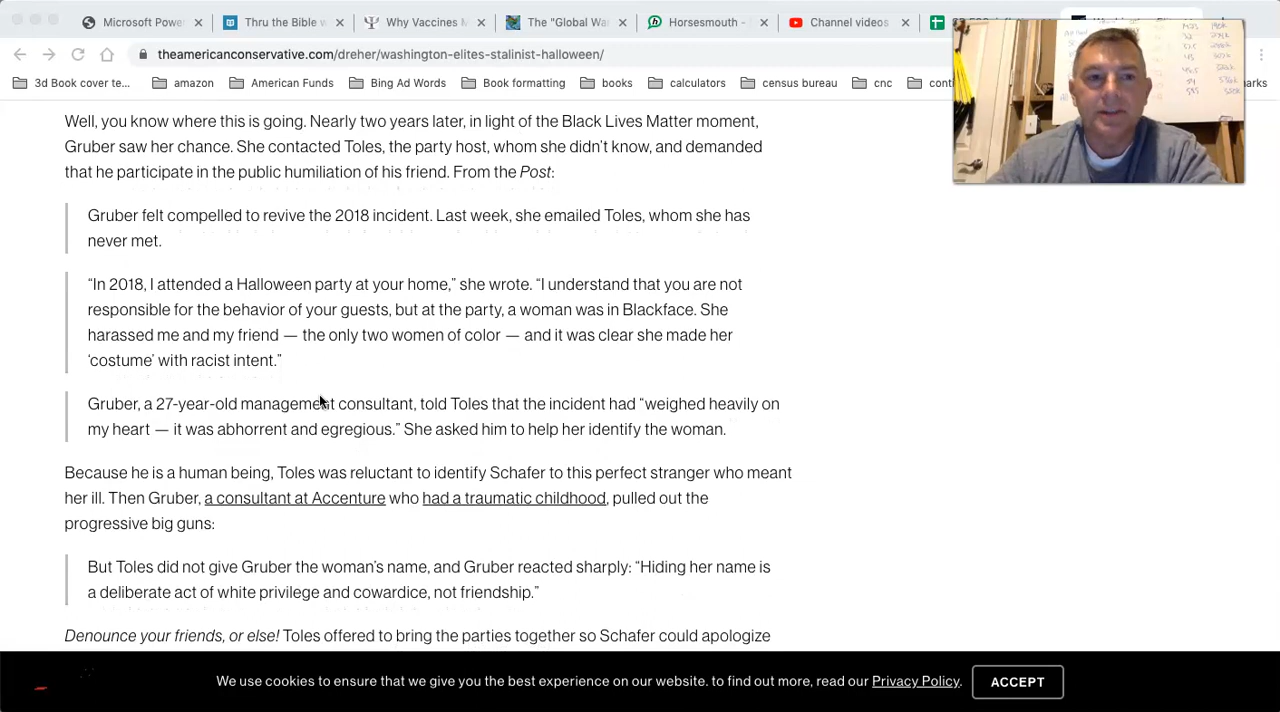 Microsoft Powe
Thru the Bible w
Why Vaccines M
The "Global Wa
Horsesmouth -
Channel videos
theamericanconservative.com/dreher/washington-elites-stalinist-halloween/
3d Book cover te...
amazon
American Funds
Bing Ad Words
Book formatting
books
calculators
census bureau
cnc
Well, you know where this is going. Nearly two years later, in light of the Black Lives Matter moment,
Gruber saw her chance. She contacted Toles, the party host, whom she didn't know, and demanded
that he participate in the public humiliation of his friend. From the Post:
Gruber felt compelled to revive the 2018 incident. Last week, she emailed Toles, whom she has
never met.
“In 2018, I attended a Halloween party at your home,” she wrote. “I understand that you are not
responsible for the behavior of your guests, but at the party, a woman was in Blackface. She
harassed me and my friend — the only two women of color — and it was clear she made her
‘costume’ with racist intent.”
Gruber, a 27-year-old management consultant, told Toles that the incident had “weighed heavily on
my heart — it was abhorrent and egregious.” She asked him to help her identify the woman.
Because he is a human being, Toles was reluctant to identify Schafer to this perfect stranger who meant
her ill. Then Gruber, a consultant at Accenture who had a traumatic childhood, pulled out the
progressive big guns:
But Toles did not give Gruber the woman's name, and Gruber reacted sharply: “Hiding her name is
a deliberate act of white privilege and cowardice, not friendship.”
Denounce your friends, or else! Toles offered to bring the parties together so Schafer could apologize
We use cookies to ensure that we give you the best experience on our website. to find out more, read our Privacy Policy.
ACCEPT